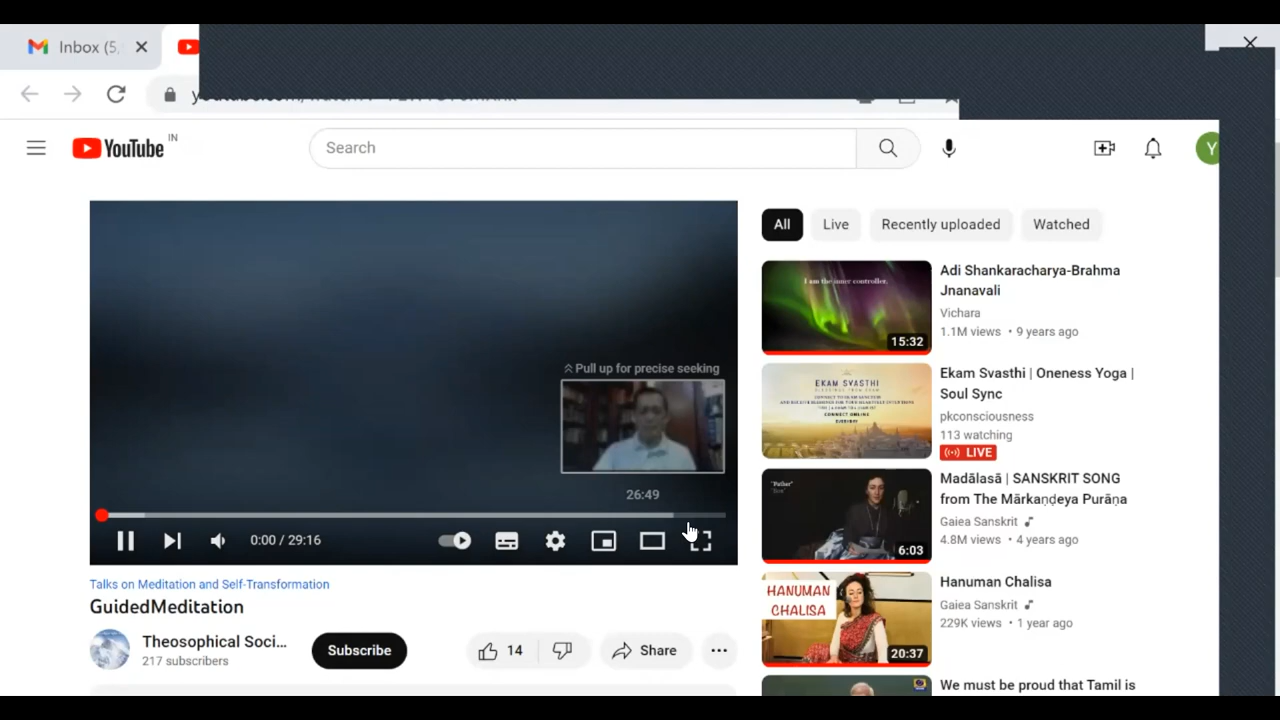 Inbox (5,
YouTube IN
Search
Y
All
Live
Recently uploaded
Watched
Pull up for precise seeking
26:49
0:00 / 29:16
Talks on Meditation and Self-Transformation
GuidedMeditation
Theosophical Soci...
217 subscribers
Subscribe
14
Share
I am the inner controller.
15:32
Adi Shankaracharya-Brahma
Jnanavali
Vichara
1.1M views • 9 years ago
EKAM SVASTHI
Ekam Svasthi | Oneness Yoga |
Soul Sync
pkconsciousness
113 watching
LIVE
6:03
Madālasā | SANSKRIT SONG
from The Mārkaṇḍeya Purāṇa
Gaiea Sanskrit
4.8M views • 4 years ago
HANUMAN
CHALISA
20:37
Hanuman Chalisa
Gaiea Sanskrit
229K views • 1 year ago
We must be proud that Tamil is